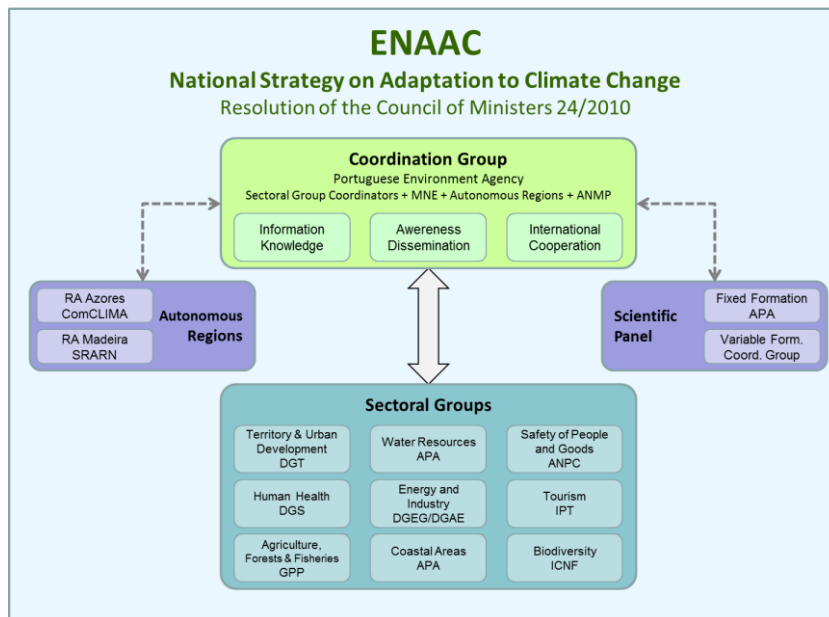 ENAAC
National Strategy on Adaptation to Climate Change
Resolution of the Council of Ministers 24/2010
Coordination Group
Portuguese Environment Agency
Sectoral Group Coordinators + MNE + Autonomous Regions + ANMP
Information
Knowledge
Awereness
Dissemination
International
Cooperation
RA Azores
ComCLIMA
RA Madeira
SRARN
Autonomous
Regions
Scientific
Panel
Fixed Formation
APA
Variable Form.
Coord. Group
Sectoral Groups
Territory & Urban
Development
DGT
Water Resources
APA
Safety of People
and Goods
ANPC
Human Health
DGS
Energy and
Industry
DGEG/DGAE
Tourism
IPT
Agriculture,
Forests & Fisheries
GPP
Coastal Areas
APA
Biodiversity
ICNF